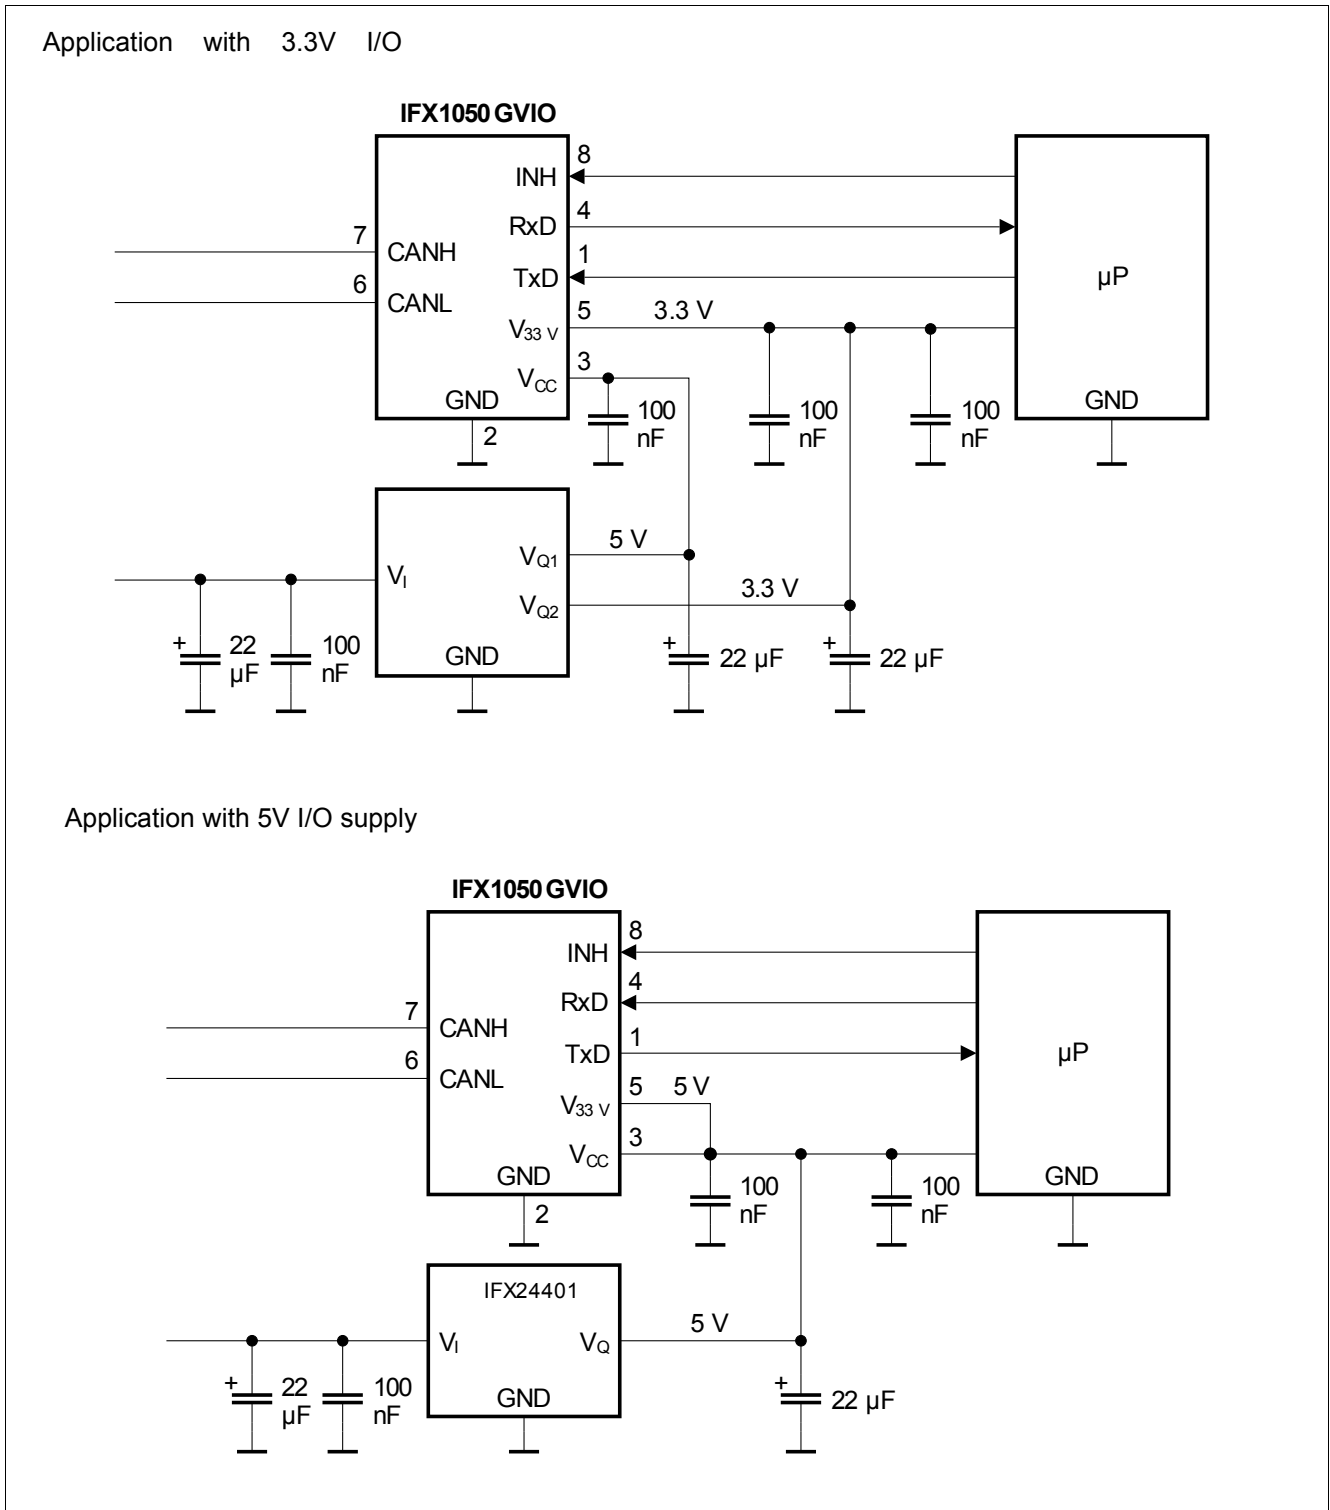 Application with 3.3V I/O
IFX1050 GVIO
8
INH
4
RxD
7
1
CANH
TxD
µP
6
CANL
5
3.3 V
V33 V
3
VCC
GND
100 nF
100 nF
100 nF
GND
2
5 V
VQ1
VI
3.3 V
VQ2
+
22 µF
100 nF
GND
+
22 µF
+
22 µF
Application with 5V I/O supply
IFX1050 GVIO
8
INH
4
RxD
7
CANH
1
TxD
µP
6
CANL
5
5 V
V33 V
3
VCC
GND
100 nF
100 nF
GND
2
IFX24401
5 V
VI
VQ
+
22 µF
100 nF
GND
+
22 µF